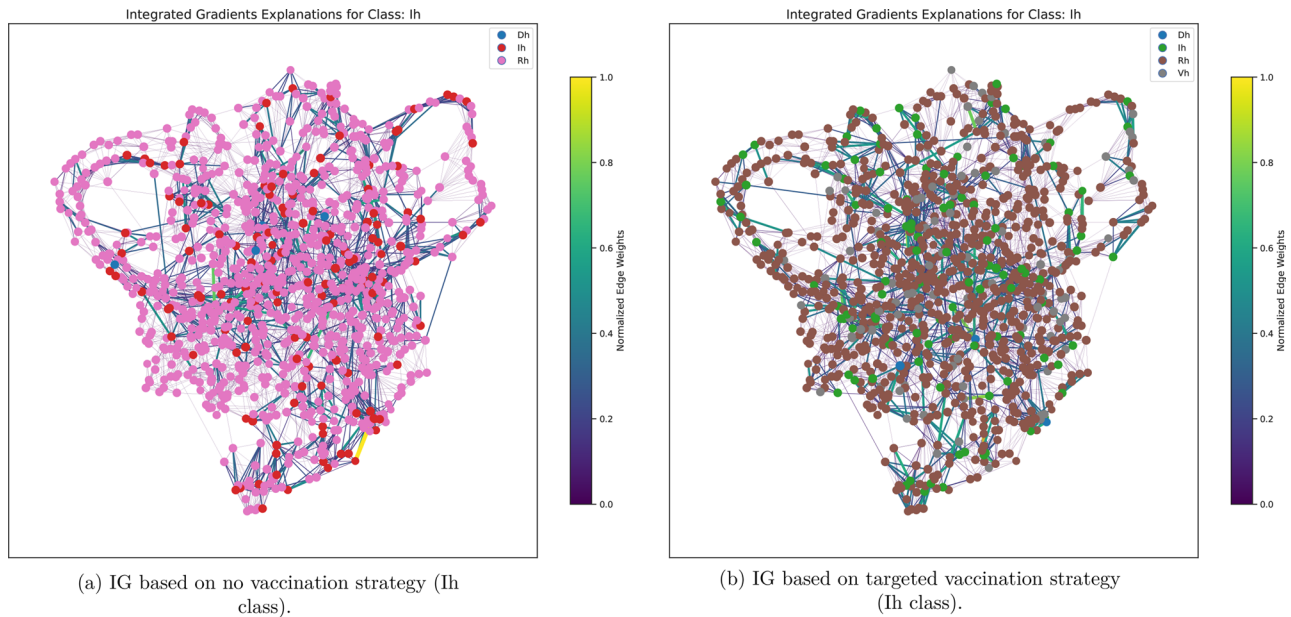 Integrated Gradients Explanations for Class: Ih
Dh
Ih
Rh
1.0
0.8
0.6
0.4
0.2
0.0
Normalized Edge Weights
(a) IG based on no vaccination strategy (Ih
class).
Integrated Gradients Explanations for Class: Ih
Dh
Ih
Rh
Vh
1.0
0.8
0.6
0.4
0.2
0.0
Normalized Edge Weights
(b) IG based on targeted vaccination strategy
(Ih class).